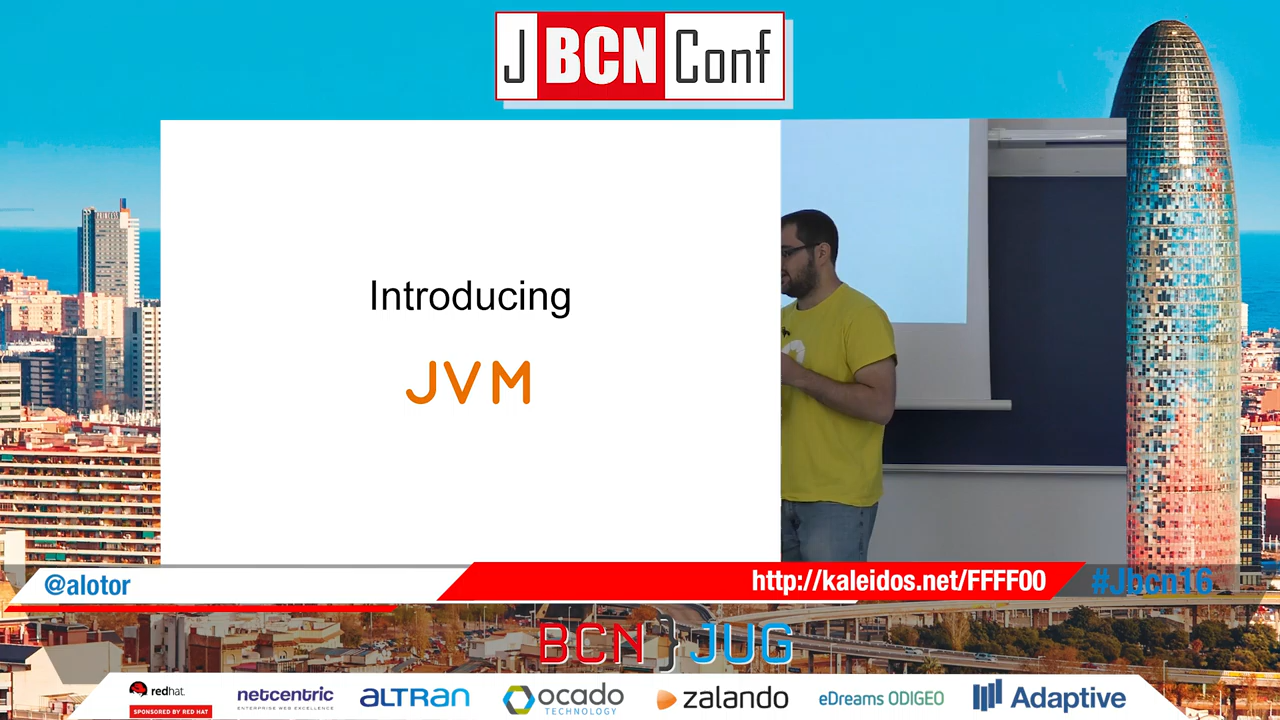 J BCN Conf
Introducing
JVM
@alotor
http://kaleidos.net/FFFF00
#Jbcn16
BCN } JUG
redhat.
SPONSORED BY RED HAT
netcentric
ENTERPRISE WEB EXCELLENCE
ALTRAN
ocado
TECHNOLOGY
zalando
eDreams ODIGEO
Adaptive